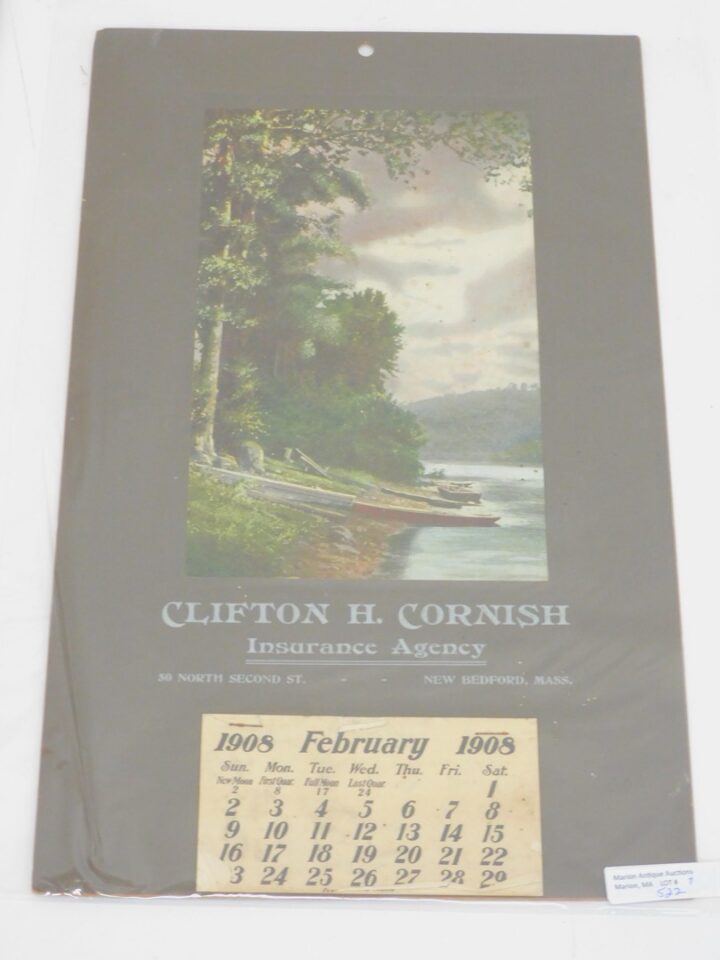 CLIFTON H. CORNISH
Insurance Agency
NORTH SECOND ST. - - NEW BEDFORD, MASS.
1908 February 1908
Sun. Mon. Tue. Wed. Thu. Fri. Sat.
New Moon First Quar. Full Moon Last Quar.
2 8 17 24
1
2 3 4 5 6 7 8
9 10 11 12 13 14 15
16 17 18 19 20 21 22
3 24 25 26 27 28 29
Marion Antique Auctions
Marion, MA LOT #
522